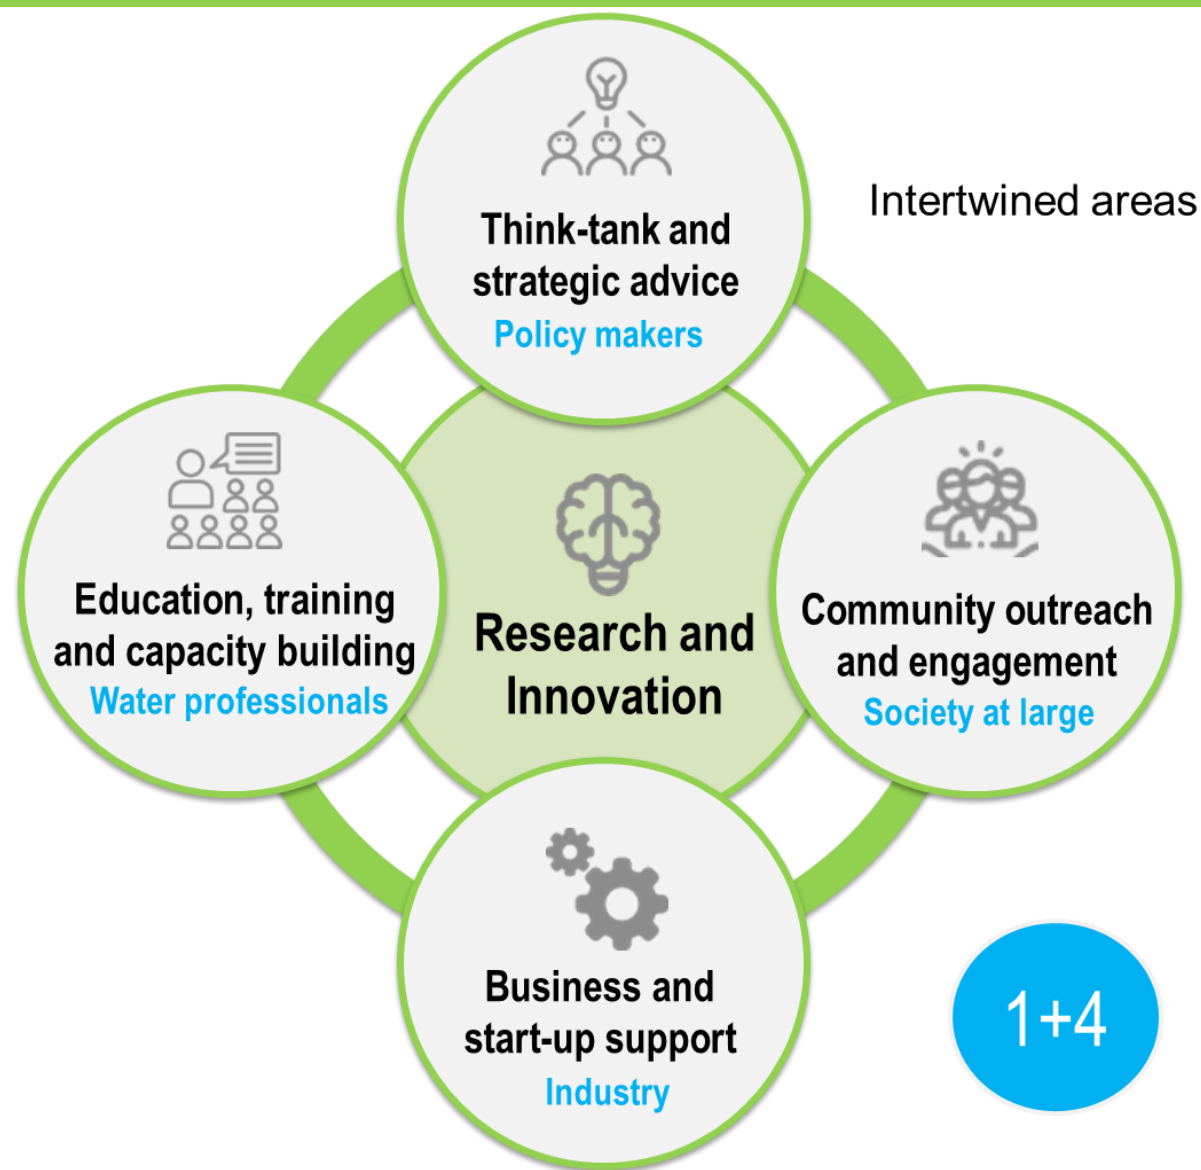 Think-tank and
strategic advice
Policy makers
Intertwined areas
Education, training
and capacity building
Water professionals
Research and
Innovation
Community outreach
and engagement
Society at large
Business and
start-up support
Industry
1+4